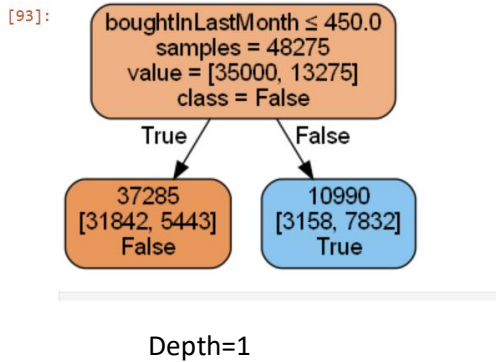 [93]:
boughtInLastMonth ≤ 450.0
samples = 48275
value = [35000, 13275]
class = False
True
False
37285
[31842, 5443]
False
10990
[3158, 7832]
True
Depth=1